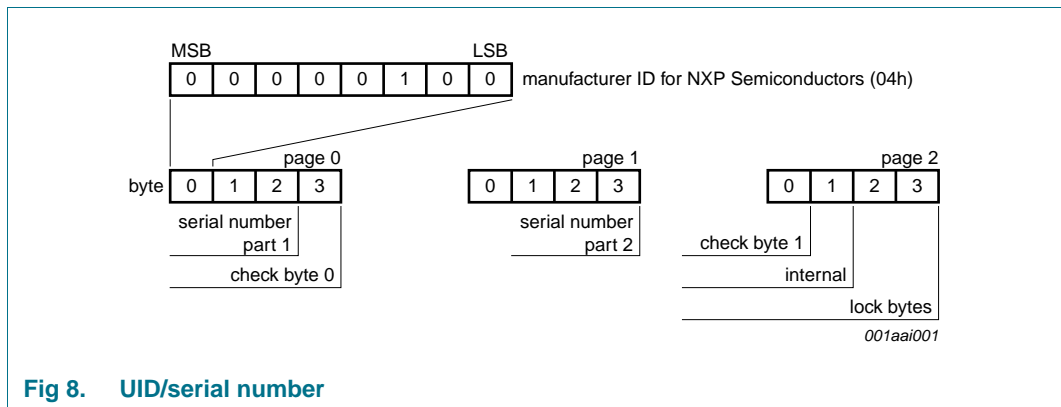 MSB LSB
0 0 0 0 0 1 0 0 manufacturer ID for NXP Semiconductors (04h)
page 0 page 1 page 2
byte 0 1 2 3 0 1 2 3 0 1 2 3
serial number
part 1
check byte 0
serial number
part 2
check byte 1
internal
lock bytes
001aai001
Fig 8. UID/serial number